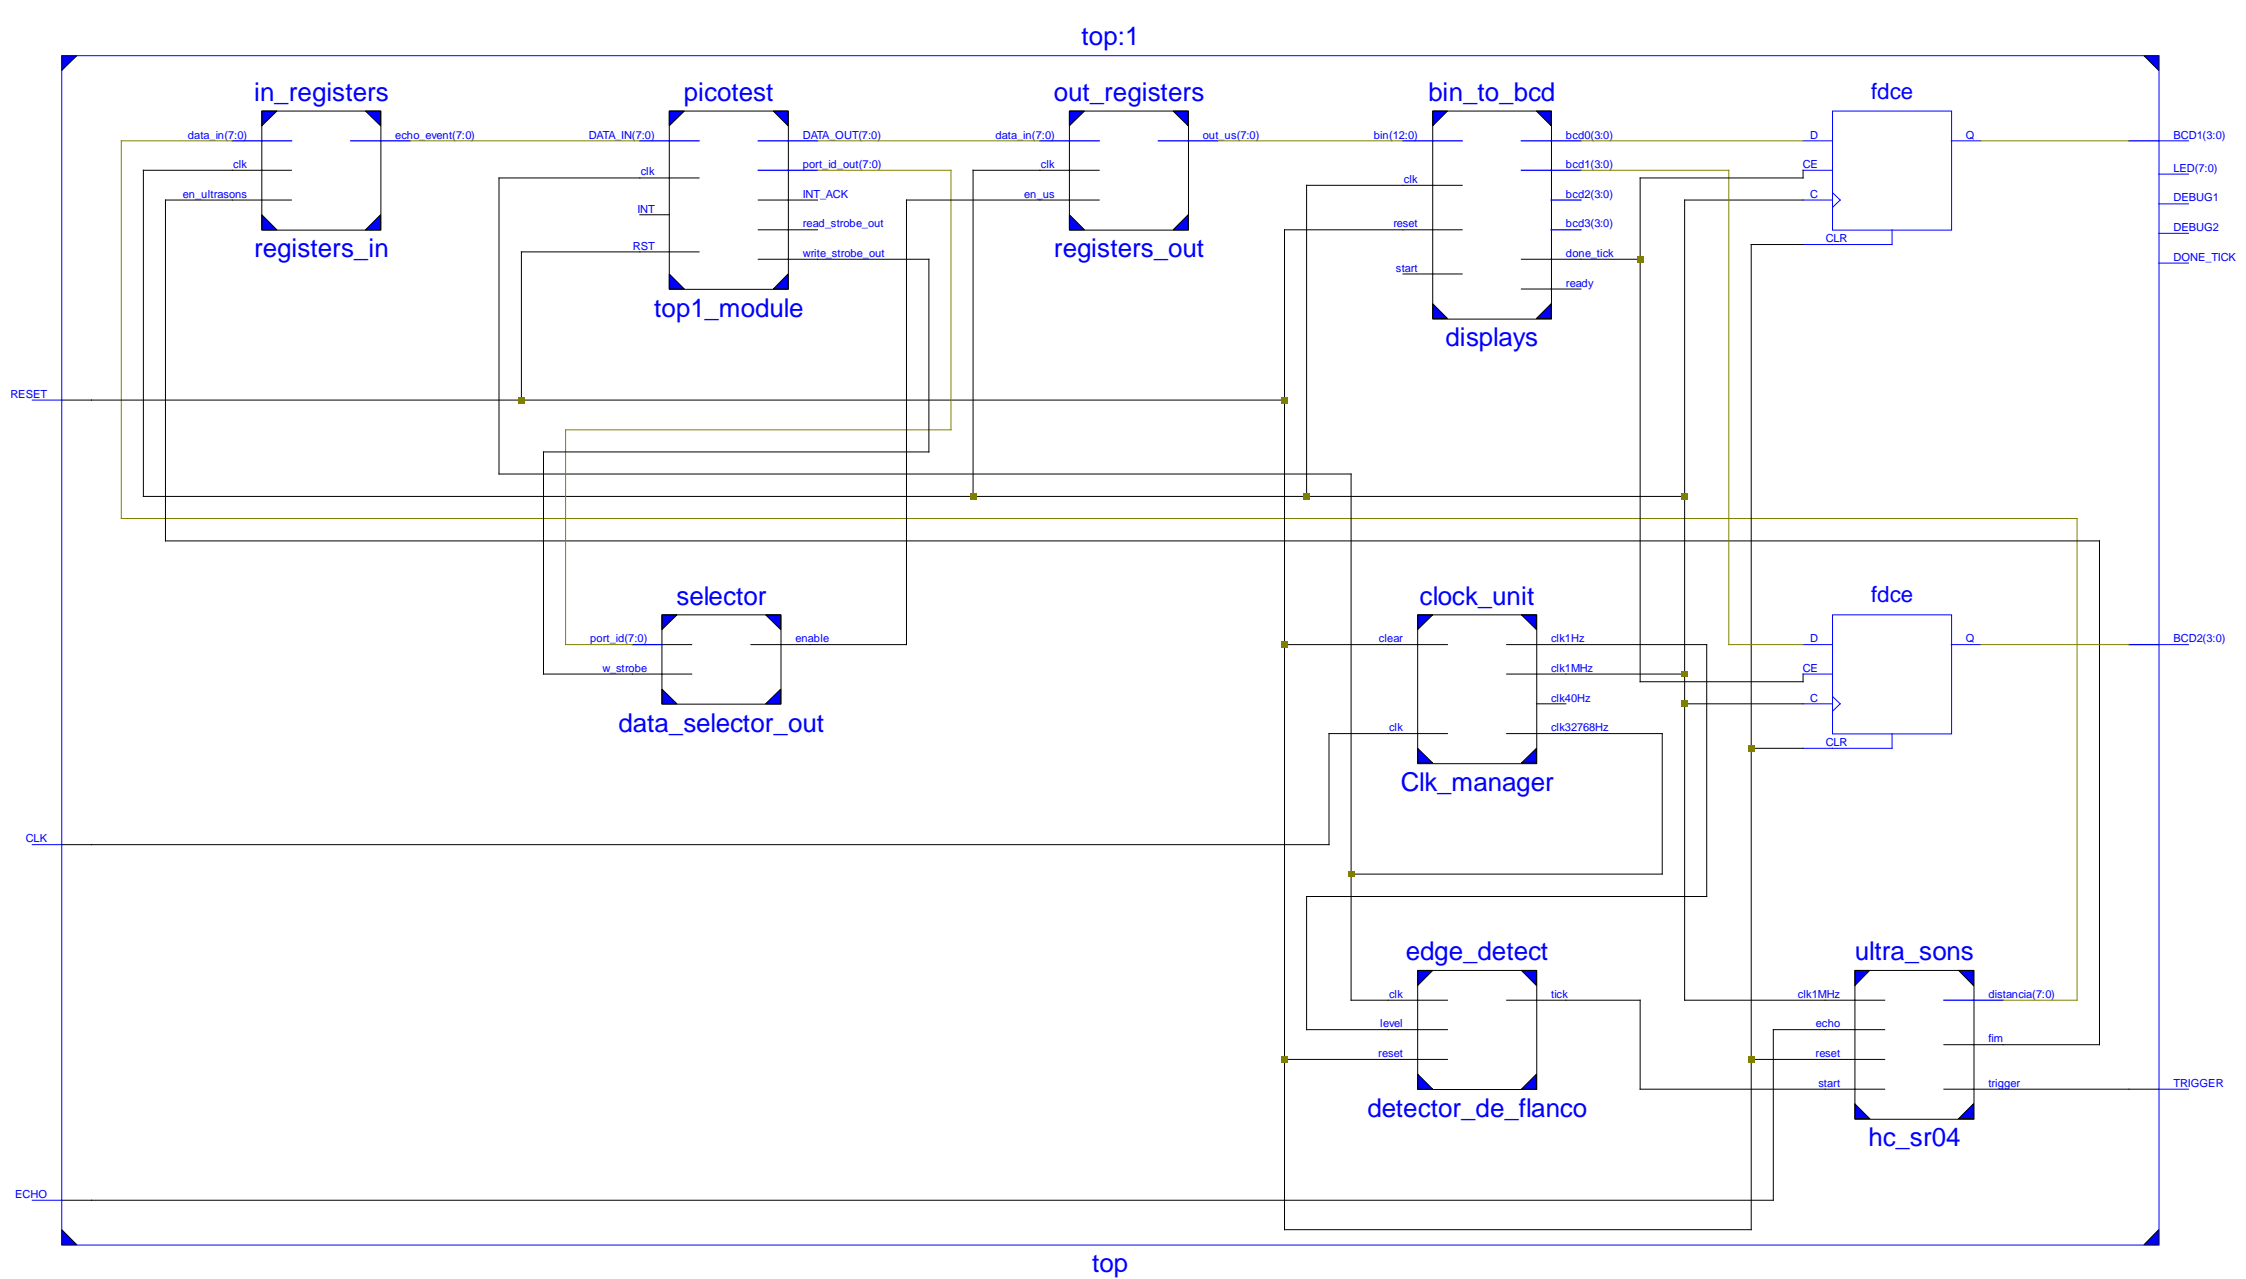 top:1
in_registers
data_in(7:0)
clk
en_ultrasons
echo_event(7:0)
registers_in
picotest
DATA_IN(7:0)
clk
INT
RST
DATA_OUT(7:0)
port_id_out(7:0)
INT_ACK
read_strobe_out
write_strobe_out
top1_module
out_registers
data_in(7:0)
clk
en_us
out_us(7:0)
registers_out
bin_to_bcd
bin(12:0)
clk
reset
start
bcd0(3:0)
bcd1(3:0)
bcd2(3:0)
bcd3(3:0)
done_tick
ready
displays
fdce
D
CE
C
CLR
Q
BCD1(3:0)
LED(7:0)
DEBUG1
DEBUG2
DONE_TICK
RESET
selector
port_id(7:0)
w_strobe
enable
data_selector_out
clock_unit
clear
clk
clk1Hz
clk1MHz
clk40Hz
clk32768Hz
Clk_manager
fdce
D
CE
C
CLR
Q
BCD2(3:0)
CLK
edge_detect
clk
level
reset
tick
detector_de_flanco
ultra_sons
clk1MHz
echo
reset
start
distancia(7:0)
fim
trigger
hc_sr04
TRIGGER
ECHO
top